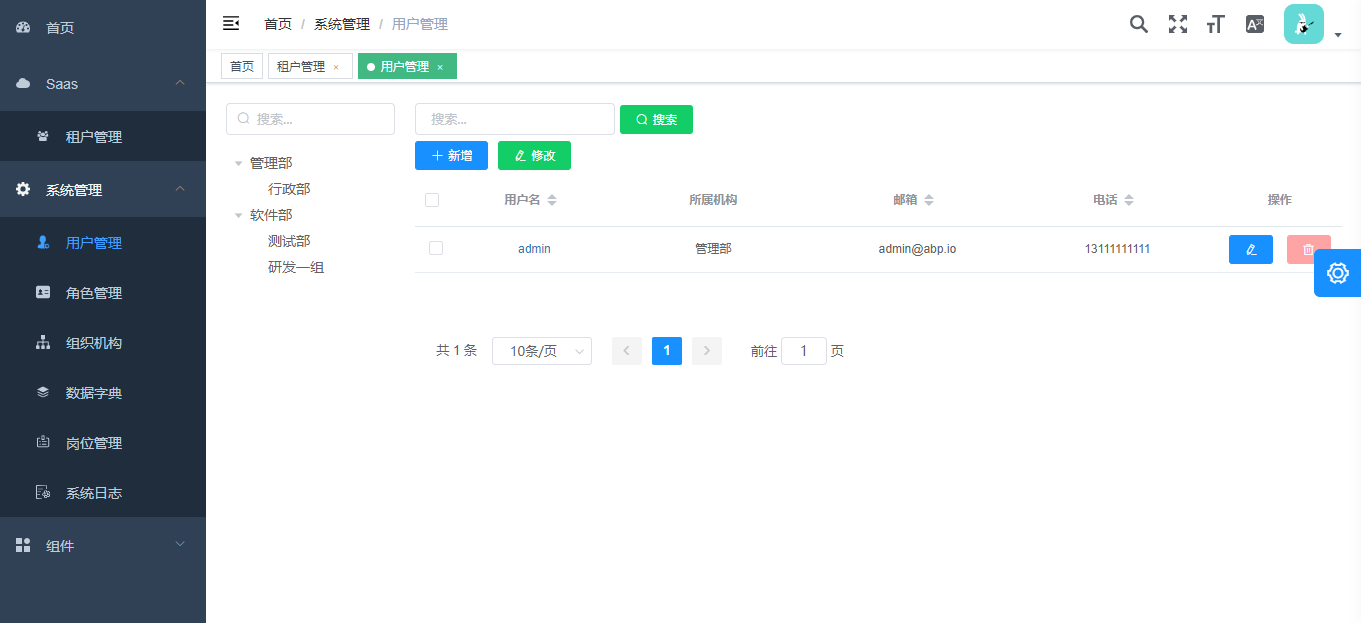 首页
Saas
租户管理
系统管理
用户管理
角色管理
组织机构
数据字典
岗位管理
系统日志
组件
首页 / 系统管理 / 用户管理
首页 租户管理 × 用户管理 ×
搜索...
管理部
行政部
软件部
测试部
研发一组
搜索... 搜索
新增 修改
用户名 所属机构 邮箱 电话 操作
admin 管理部 admin@abp.io 13111111111
共 1 条 10条/页 1 前往 1 页